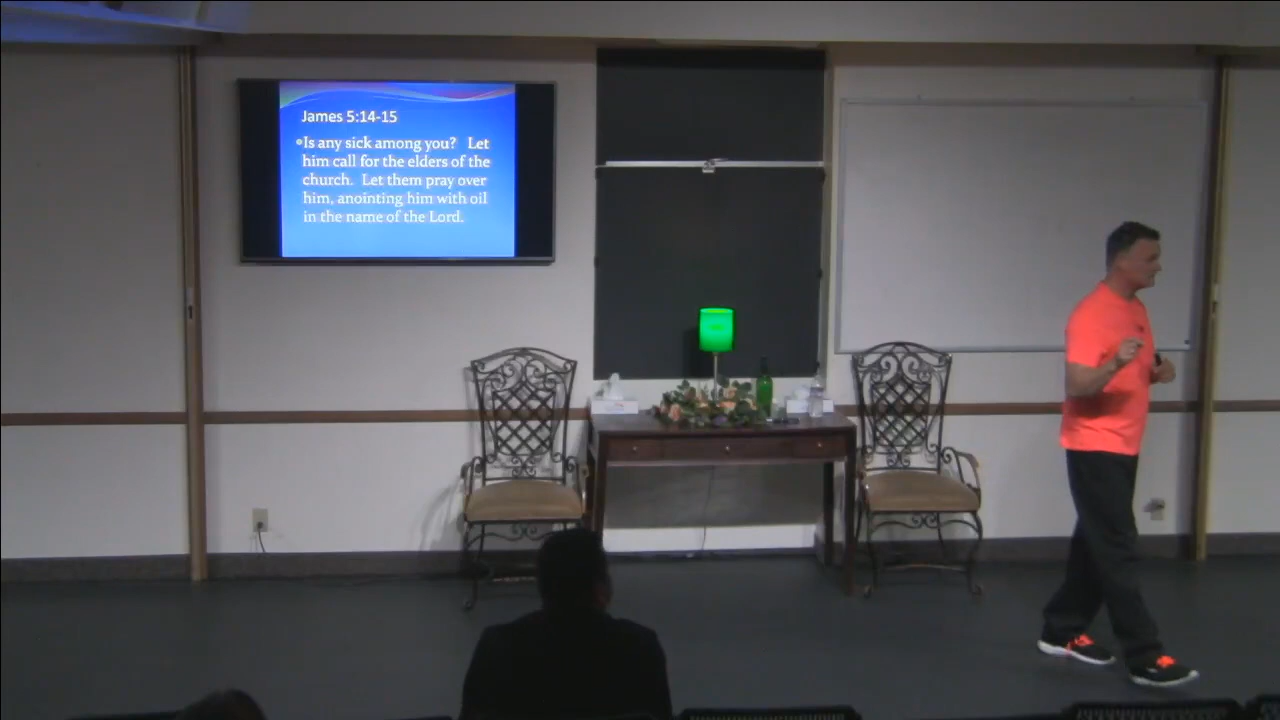 James 5:14-15
Is any sick among you? Let
him call for the elders of the
church. Let them pray over
him, anointing him with oil
in the name of the Lord.